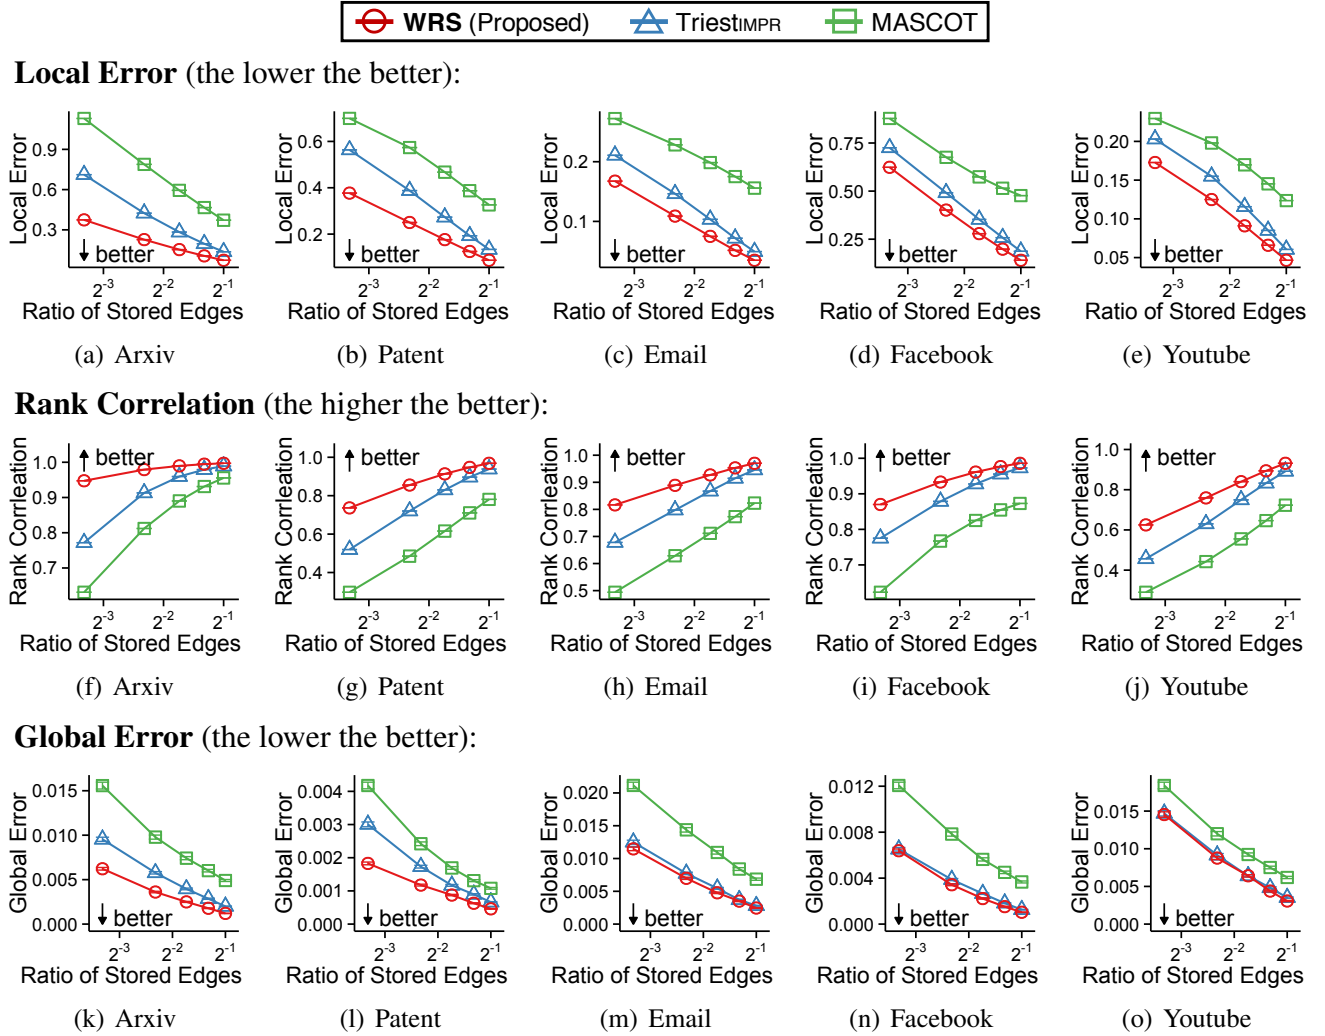 WRS (Proposed) TriestIMPR MASCOT
Local Error (the lower the better):
Local Error 0.9 0.6 0.3 ↓ better 2-3 2-2 2-1 Ratio of Stored Edges
(a) Arxiv
Local Error 0.6 0.4 0.2 ↓ better 2-3 2-2 2-1 Ratio of Stored Edges
(b) Patent
Local Error 0.2 0.1 ↓ better 2-3 2-2 2-1 Ratio of Stored Edges
(c) Email
Local Error 0.75 0.50 0.25 ↓ better 2-3 2-2 2-1 Ratio of Stored Edges
(d) Facebook
Local Error 0.20 0.15 0.10 0.05 ↓ better 2-3 2-2 2-1 Ratio of Stored Edges
(e) Youtube
Rank Correlation (the higher the better):
Rank Corrleation 1.0 0.9 0.8 0.7 ↑ better 2-3 2-2 2-1 Ratio of Stored Edges
(f) Arxiv
Rank Corrleation 1.0 0.8 0.6 0.4 ↑ better 2-3 2-2 2-1 Ratio of Stored Edges
(g) Patent
Rank Corrleation 1.0 0.9 0.8 0.7 0.6 0.5 ↑ better 2-3 2-2 2-1 Ratio of Stored Edges
(h) Email
Rank Corrleation 1.0 0.9 0.8 0.7 ↑ better 2-3 2-2 2-1 Ratio of Stored Edges
(i) Facebook
Rank Corrleation 1.0 0.8 0.6 0.4 ↑ better 2-3 2-2 2-1 Ratio of Stored Edges
(j) Youtube
Global Error (the lower the better):
Global Error 0.015 0.010 0.005 0.000 ↓ better 2-3 2-2 2-1 Ratio of Stored Edges
(k) Arxiv
Global Error 0.004 0.003 0.002 0.001 0.000 ↓ better 2-3 2-2 2-1 Ratio of Stored Edges
(l) Patent
Global Error 0.020 0.015 0.010 0.005 0.000 ↓ better 2-3 2-2 2-1 Ratio of Stored Edges
(m) Email
Global Error 0.012 0.008 0.004 0.000 ↓ better 2-3 2-2 2-1 Ratio of Stored Edges
(n) Facebook
Global Error 0.015 0.010 0.005 0.000 ↓ better 2-3 2-2 2-1 Ratio of Stored Edges
(o) Youtube